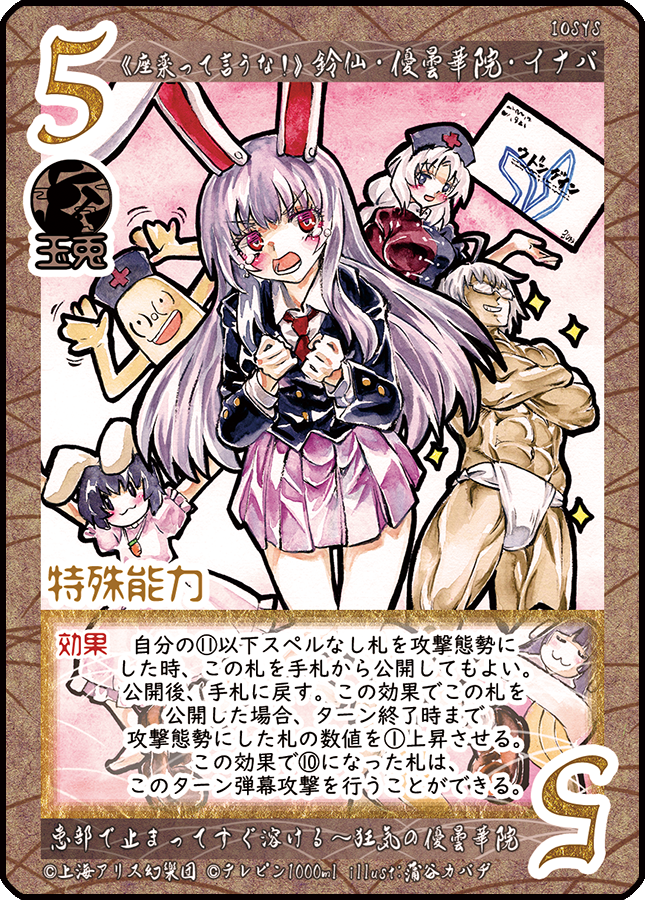 IOSYS
5
《座薬って言うな!》鈴仙・優曇華院・イナバ
玉兎
ウドンゲイン
特殊能力
効果
自分の⑪以下スペルなし札を攻撃態勢に
した時、この札を手札から公開してもよい。
公開後、手札に戻す。この効果でこの札を
公開した場合、ターン終了時まで
攻撃態勢にした札の数値を①上昇させる。
この効果で⑩になった札は、
このターン弾幕攻撃を行うことができる。
5
患部で止まってすぐ溶ける～狂気の優曇華院
©上海アリス幻樂団 ©テレピン1000ml illust:蒲谷カバヂ